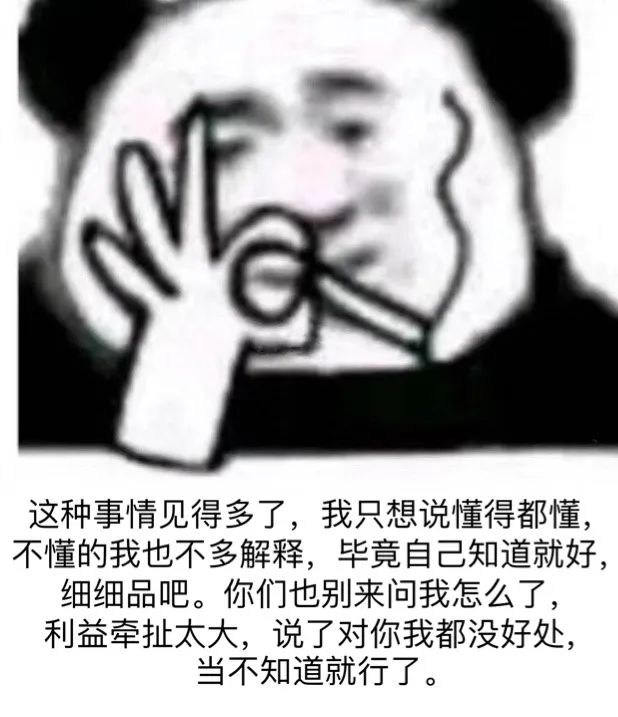 这种事情见得多了，我只想说懂得都懂，
不懂的我也不多解释，毕竟自己知道就好，
细细品吧。你们也别来问我怎么了，
利益牵扯太大，说了对你我都没好处，
当不知道就行了。